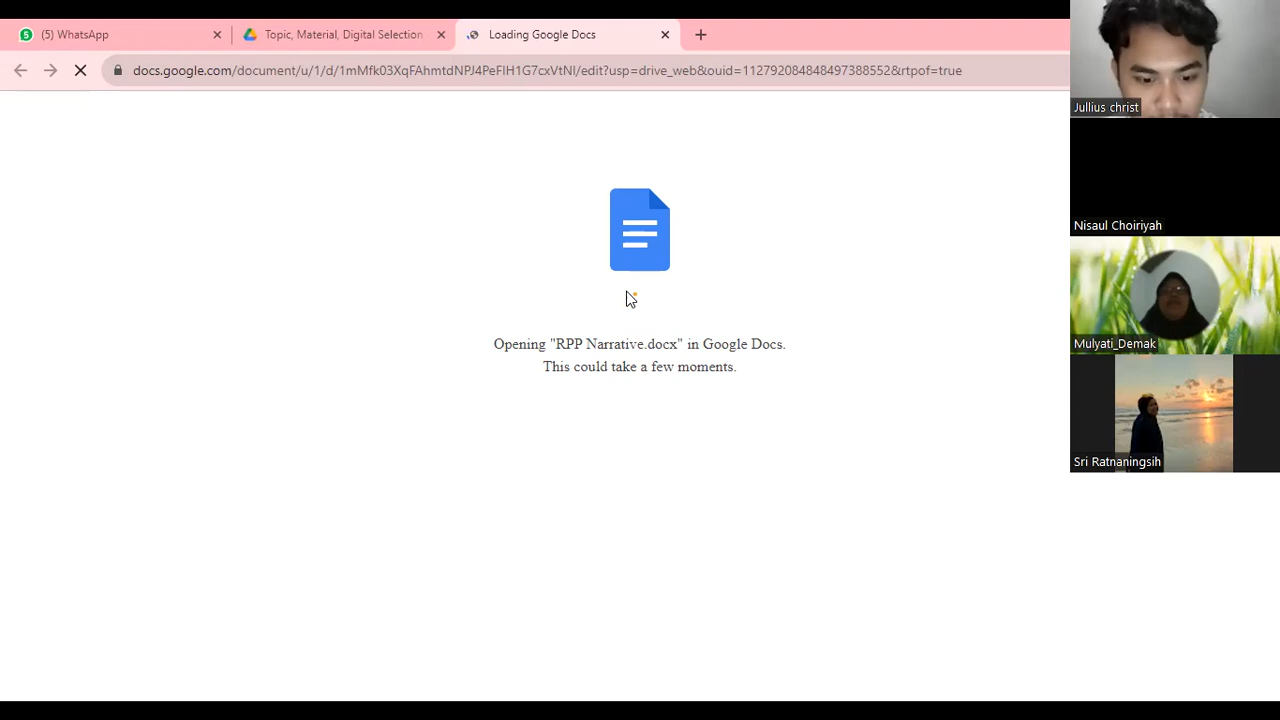 5 (5) WhatsApp
Topic, Material, Digital Selection
Loading Google Docs
docs.google.com/document/u/1/d/1mMfk03XqFAhmtdNPJ4PeFlH1G7cxVtNl/edit?usp=drive_web&ouid=112792084848497388552&rtpof=true
Opening "RPP Narrative.docx" in Google Docs.
This could take a few moments.
Jullius christ
Nisaul Choiriyah
Mulyati_Demak
Sri Ratnaningsih